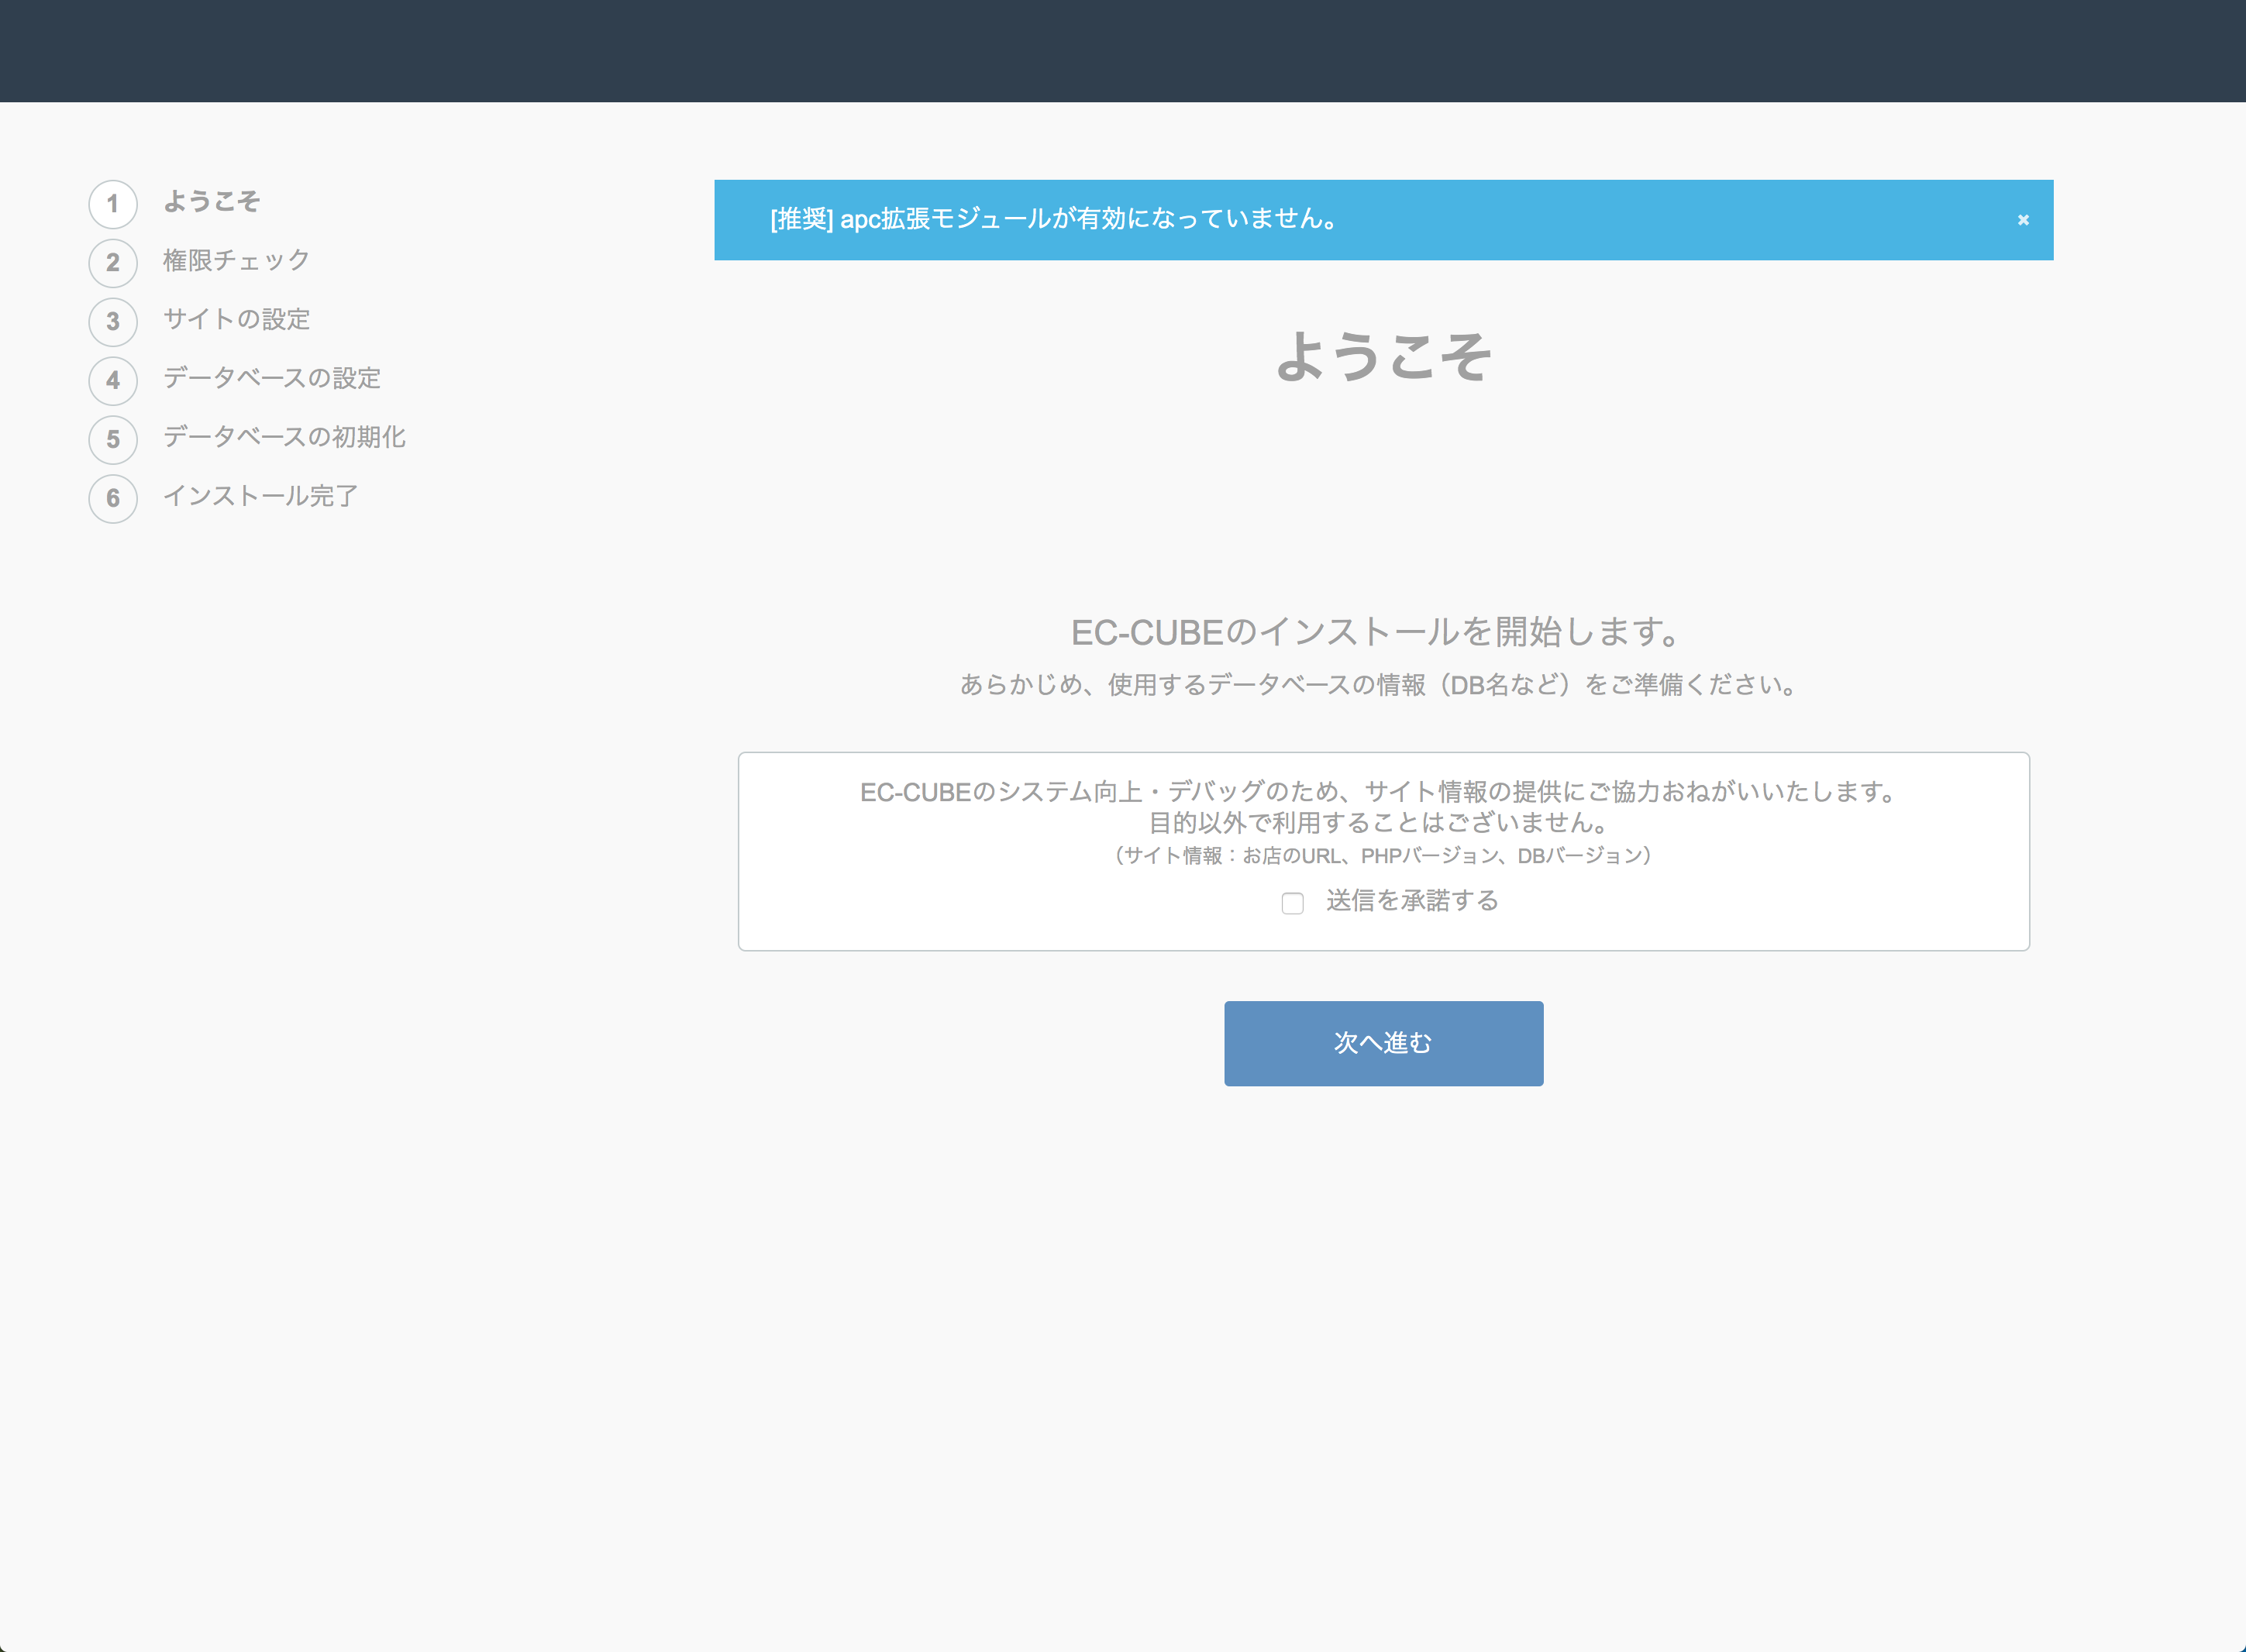 1 ようこそ
2 権限チェック
3 サイトの設定
4 データベースの設定
5 データベースの初期化
6 インストール完了
[推奨] apc拡張モジュールが有効になっていません。 ×
ようこそ
EC-CUBEのインストールを開始します。
あらかじめ、使用するデータベースの情報（DB名など）をご準備ください。
EC-CUBEのシステム向上・デバッグのため、サイト情報の提供にご協力おねがいいたします。
目的以外で利用することはございません。
（サイト情報：お店のURL、PHPバージョン、DBバージョン）
送信を承諾する
次へ進む